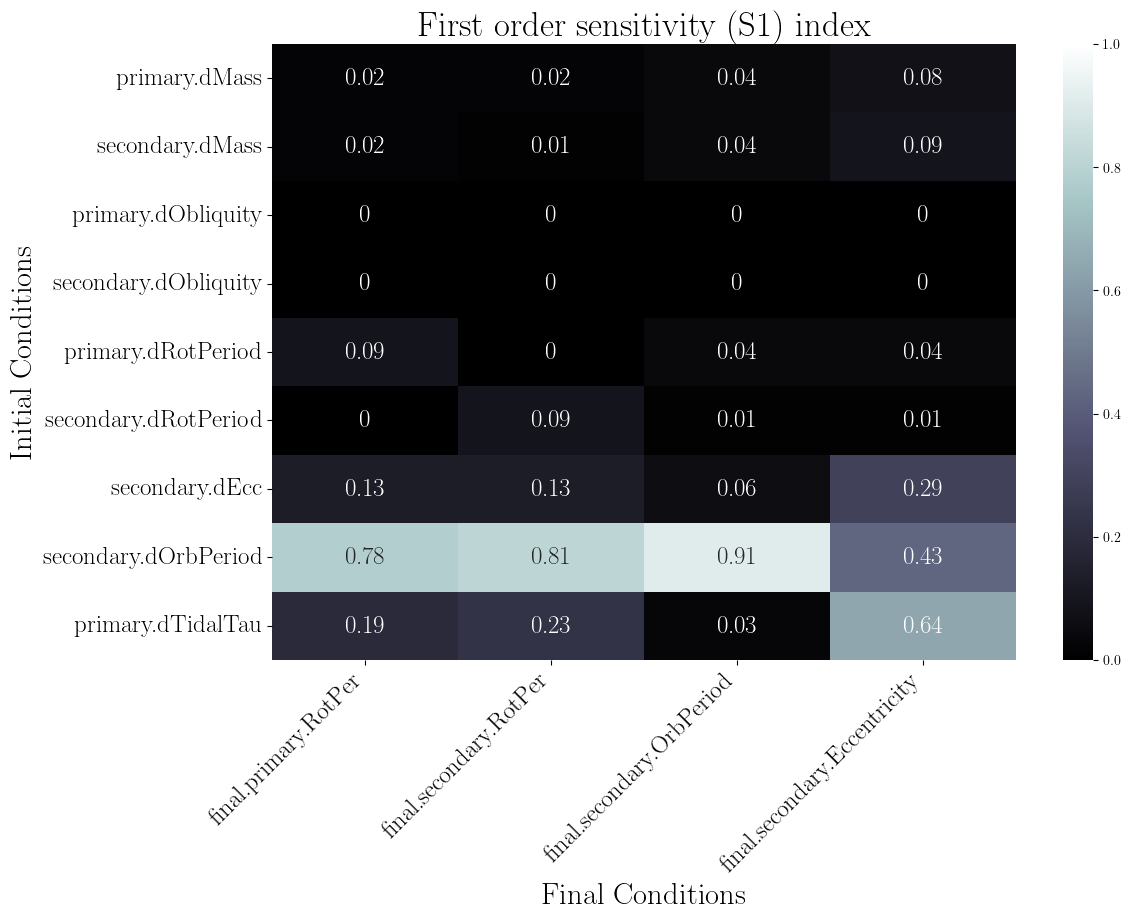 First order sensitivity (S1) index
Initial Conditions
primary.dMass 0.02 0.02 0.04 0.08
secondary.dMass 0.02 0.01 0.04 0.09
primary.dObliquity 0 0 0 0
secondary.dObliquity 0 0 0 0
primary.dRotPeriod 0.09 0 0.04 0.04
secondary.dRotPeriod 0 0.09 0.01 0.01
secondary.dEcc 0.13 0.13 0.06 0.29
secondary.dOrbPeriod 0.78 0.81 0.91 0.43
primary.dTidalTau 0.19 0.23 0.03 0.64
final.primary.RotPer
final.secondary.RotPer
final.secondary.OrbPeriod
final.secondary.Eccentricity
Final Conditions
1.0
0.8
0.6
0.4
0.2
0.0